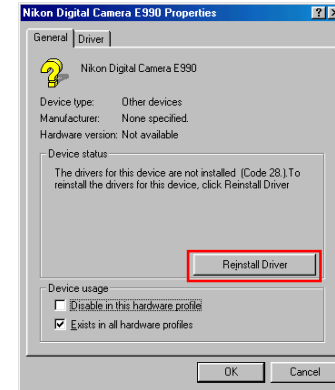 Nikon Digital Camera E990 Properties
General
Driver
Nikon Digital Camera E990
Device type: Other devices
Manufacturer: None specified.
Hardware version: Not available
Device status
The drivers for this device are not installed (Code 28.).To
reinstall the drivers for this device, click Reinstall Driver
Reinstall Driver
Device usage
Disable in this hardware profile
Exists in all hardware profiles
OK
Cancel